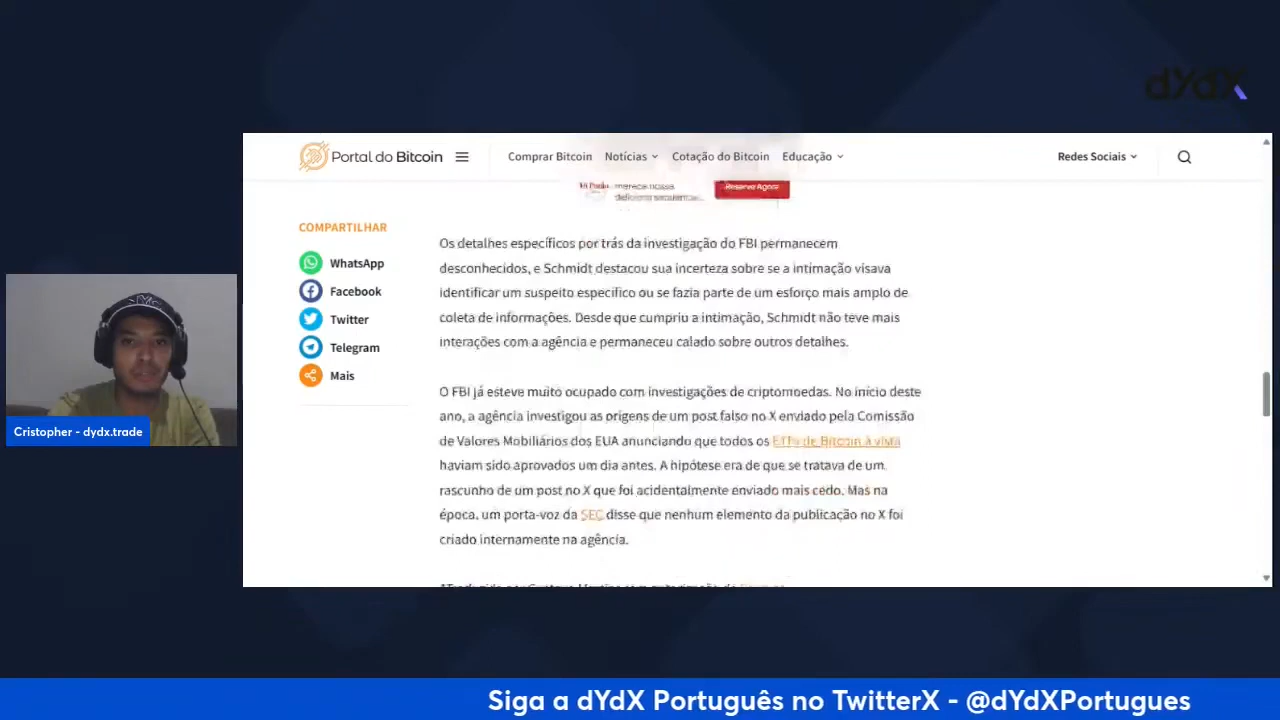 dYdX
Portal do Bitcoin
Comprar Bitcoin Notícias Cotação do Bitcoin Educação Redes Sociais
merece nossa
deliciosa sequência...
Reserve Agora
COMPARTILHAR
WhatsApp
Facebook
Twitter
Telegram
Mais
Os detalhes específicos por trás da investigação do FBI permanecem
desconhecidos, e Schmidt destacou sua incerteza sobre se a intimação visava
identificar um suspeito específico ou se fazia parte de um esforço mais amplo de
coleta de informações. Desde que cumpriu a intimação, Schmidt não teve mais
interações com a agência e permaneceu calado sobre outros detalhes.
O FBI já esteve muito ocupado com investigações de criptomoedas. No início deste
ano, a agência investigou as origens de um post falso no X enviado pela Comissão
de Valores Mobiliários dos EUA anunciando que todos os ETFs de Bitcoin à vista
haviam sido aprovados um dia antes. A hipótese era de que se tratava de um
rascunho de um post no X que foi acidentalmente enviado mais cedo. Mas na
época, um porta-voz da SEC disse que nenhum elemento da publicação no X foi
criado internamente na agência.
Cristopher - dydx.trade
Siga a dYdX Português no TwitterX - @dYdXPortugues